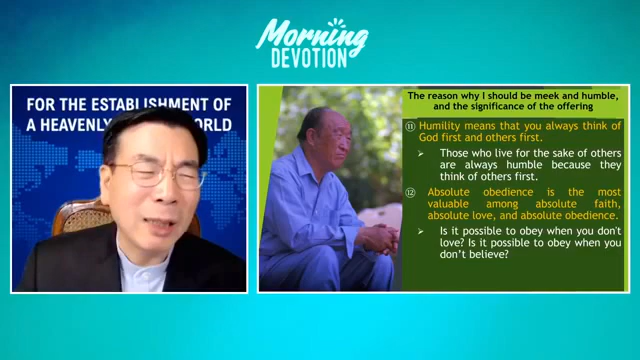 Morning
DEVOTION
FOR THE ESTABLISHMENT OF
A HEAVENLY
The reason why I should be meek and humble,
and the significance of the offering
⑪ Humility means that you always think of
God first and others first.
➢ Those who live for the sake of others
are always humble because they
think of others first.
⑫ Absolute obedience is the most
valuable among absolute faith,
absolute love, and absolute obedience.
➢ Is it possible to obey when you don't
love? Is it possible to obey when you
don't believe?